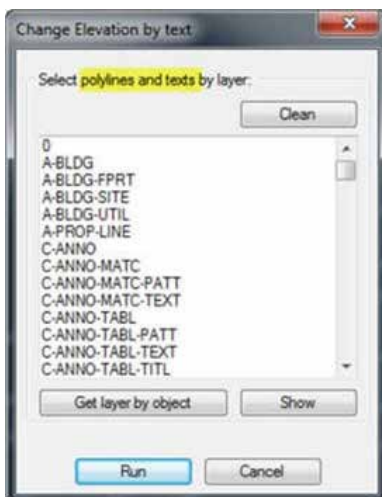 Change Elevation by text
Select polylines and texts by layer:
Clean
0
A-BLDG
A-BLDG-FPRT
A-BLDG-SITE
A-BLDG-UTIL
A-PROP-LINE
C-ANNO
C-ANNO-MATC
C-ANNO-MATC-PATT
C-ANNO-MATC-TEXT
C-ANNO-TABL
C-ANNO-TABL-PATT
C-ANNO-TABL-TEXT
C-ANNO-TABL-TITL
Get layer by object Show
Run Cancel